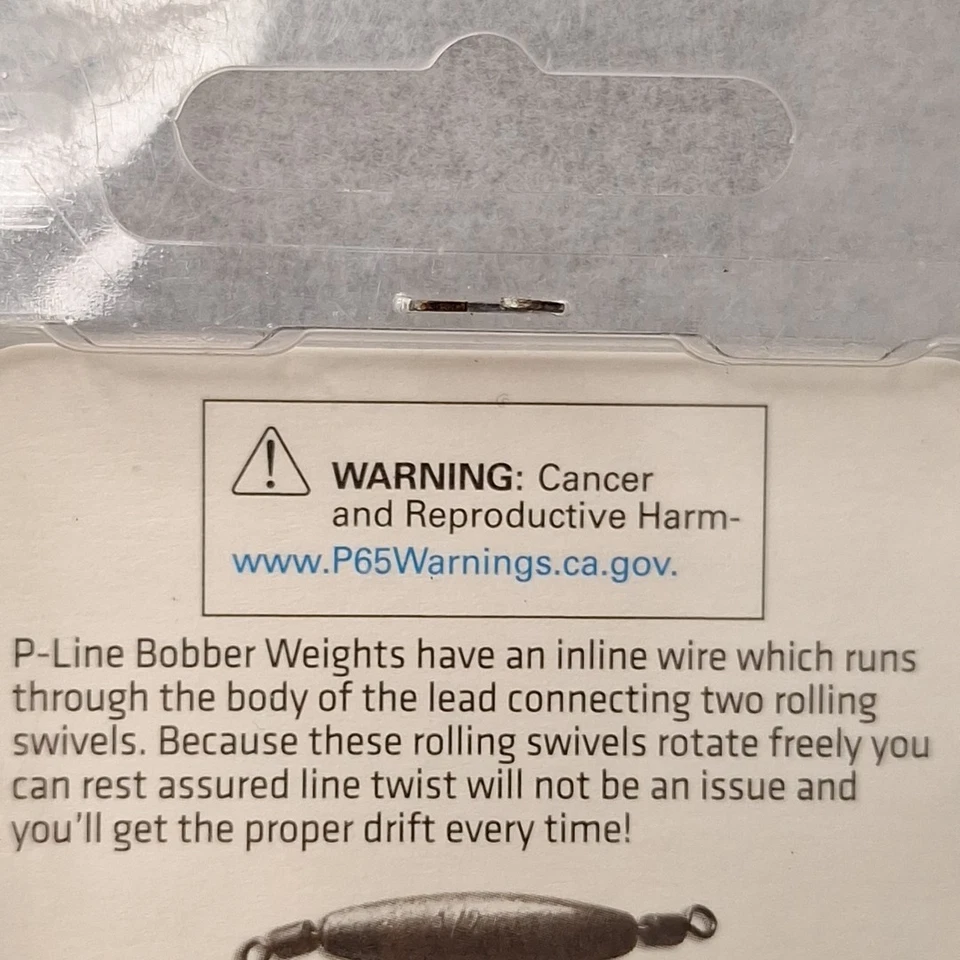 WARNING: Cancer
and Reproductive Harm-
www.P65Warnings.ca.gov.
P-Line Bobber Weights have an inline wire which runs
through the body of the lead connecting two rolling
swivels. Because these rolling swivels rotate freely you
can rest assured line twist will not be an issue and
you'll get the proper drift every time!
1/2